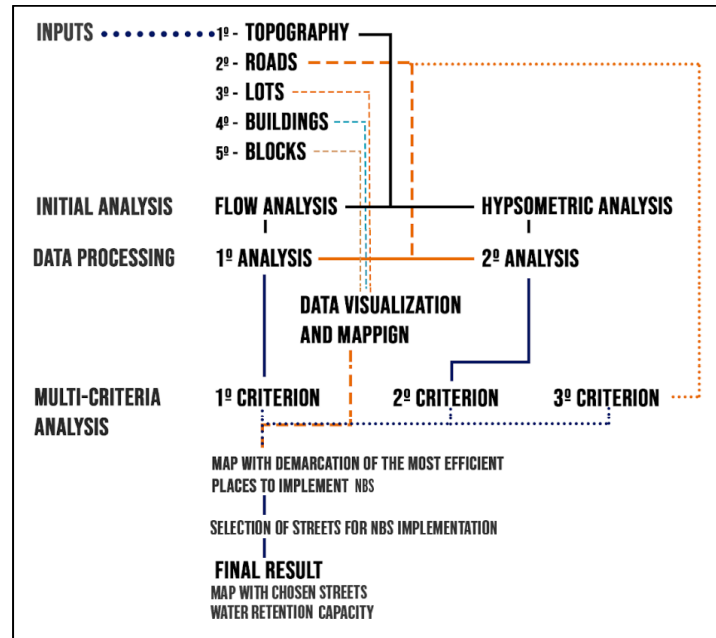 INPUTS 1º - TOPOGRAPHY
2º - ROADS
3º - LOTS
4º - BUILDINGS
5º - BLOCKS
INITIAL ANALYSIS FLOW ANALYSIS HYPSOMETRIC ANALYSIS
DATA PROCESSING 1º ANALYSIS 2º ANALYSIS
DATA VISUALIZATION
AND MAPPIGN
MULTI-CRITERIA 1º CRITERION 2º CRITERION 3º CRITERION
ANALYSIS
MAP WITH DEMARCATION OF THE MOST EFFICIENT
PLACES TO IMPLEMENT NBS
SELECTION OF STREETS FOR NBS IMPLEMENTATION
FINAL RESULT
MAP WITH CHOSEN STREETS
WATER RETENTION CAPACITY